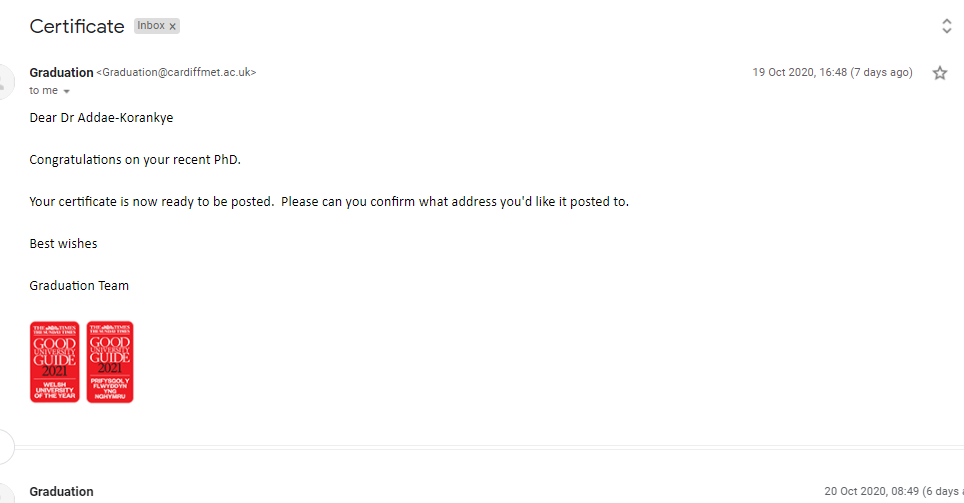 Certificate Inbox x
Graduation <Graduation@cardiffmet.ac.uk> 19 Oct 2020, 16:48 (7 days ago)
to me
Dear Dr Addae-Korankye
Congratulations on your recent PhD.
Your certificate is now ready to be posted. Please can you confirm what address you'd like it posted to.
Best wishes
Graduation Team
THE TIMES
THE SUNDAY TIMES
GOOD
UNIVERSITY
GUIDE
2021
WELSH
UNIVERSITY
OF THE YEAR
THE TIMES
THE SUNDAY TIMES
GOOD
UNIVERSITY
GUIDE
2021
PRIFYSGOL Y
FLWYDDYN
YNG
NGHYMRU
Graduation 20 Oct 2020, 08:49 (6 days